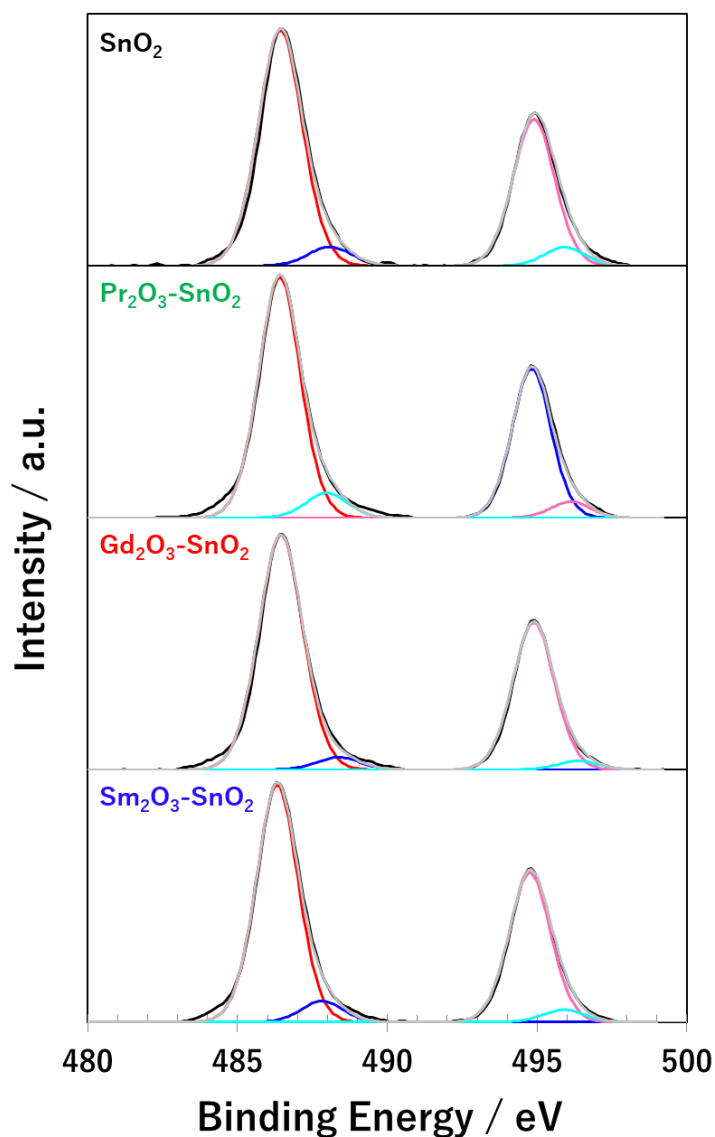 SnO₂
Pr₂O₃-SnO₂
Gd₂O₃-SnO₂
Sm₂O₃-SnO₂
Intensity / a.u.
480 485 490 495 500
Binding Energy / eV